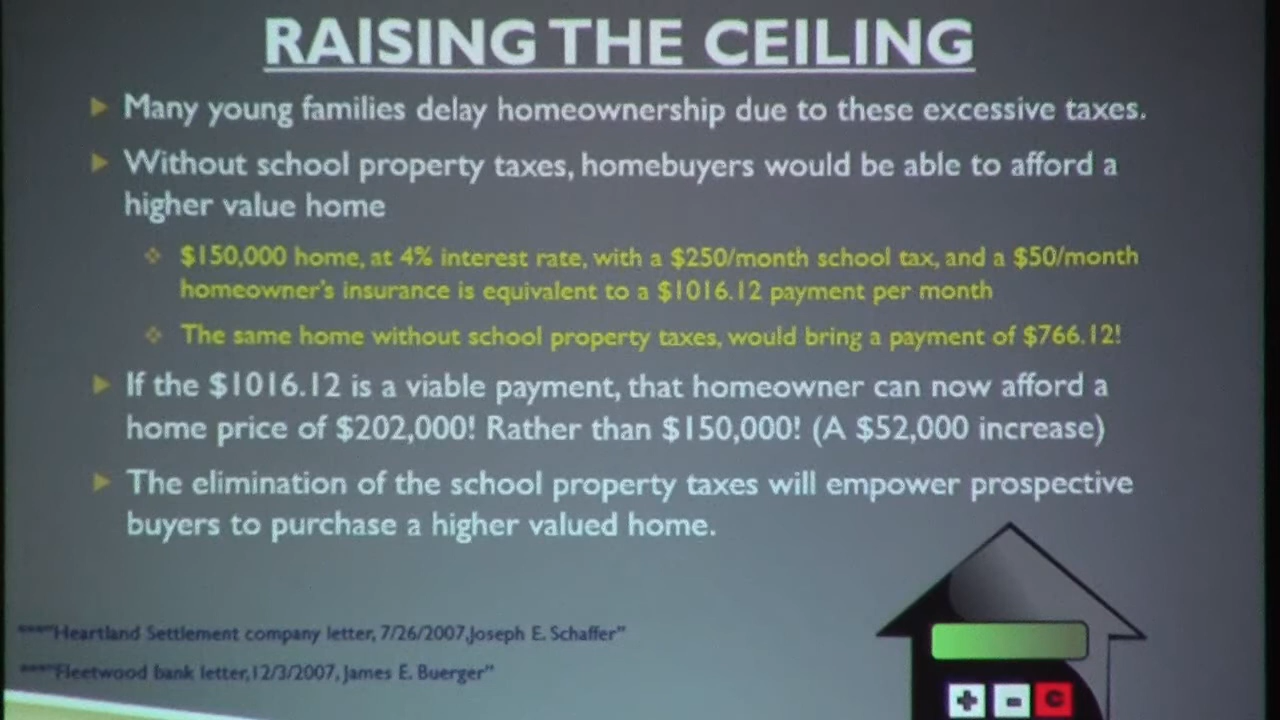 RAISING THE CEILING
Many young families delay homeownership due to these excessive taxes.
Without school property taxes, homebuyers would be able to afford a
higher value home
$150,000 home, at 4% interest rate, with a $250/month school tax, and a $50/month
homeowner's insurance is equivalent to a $1016.12 payment per month
The same home without school property taxes, would bring a payment of $766.12!
If the $1016.12 is a viable payment, that homeowner can now afford a
home price of $202,000! Rather than $150,000! (A $52,000 increase)
The elimination of the school property taxes will empower prospective
buyers to purchase a higher valued home.
***"Heartland Settlement company letter, 7/26/2007,Joseph E. Schaffer"
***"Fleetwood bank letter,12/3/2007, James E. Buerger"
+ - C